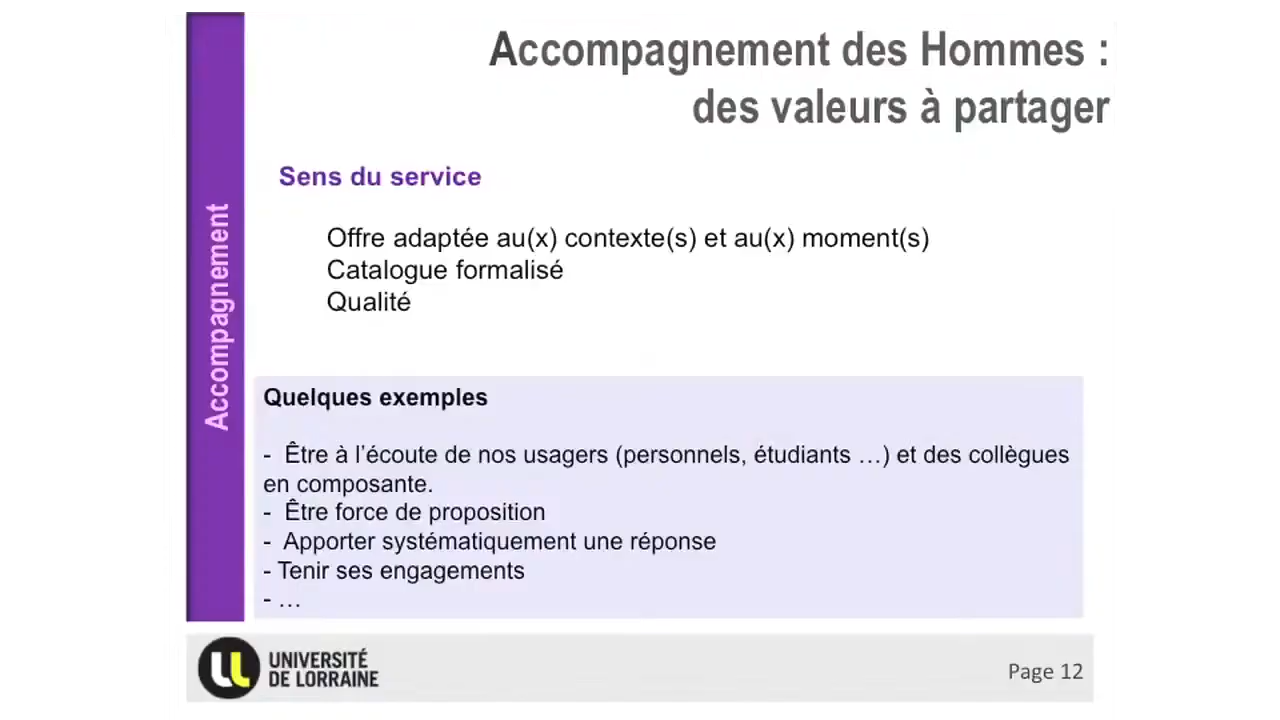 Accompagnement des Hommes :
des valeurs à partager
Accompagnement
Sens du service
Offre adaptée au(x) contexte(s) et au(x) moment(s)
Catalogue formalisé
Qualité
Quelques exemples
- Être à l’écoute de nos usagers (personnels, étudiants …) et des collègues
en composante.
- Être force de proposition
- Apporter systématiquement une réponse
- Tenir ses engagements
- …
UNIVERSITÉ
DE LORRAINE
Page 12